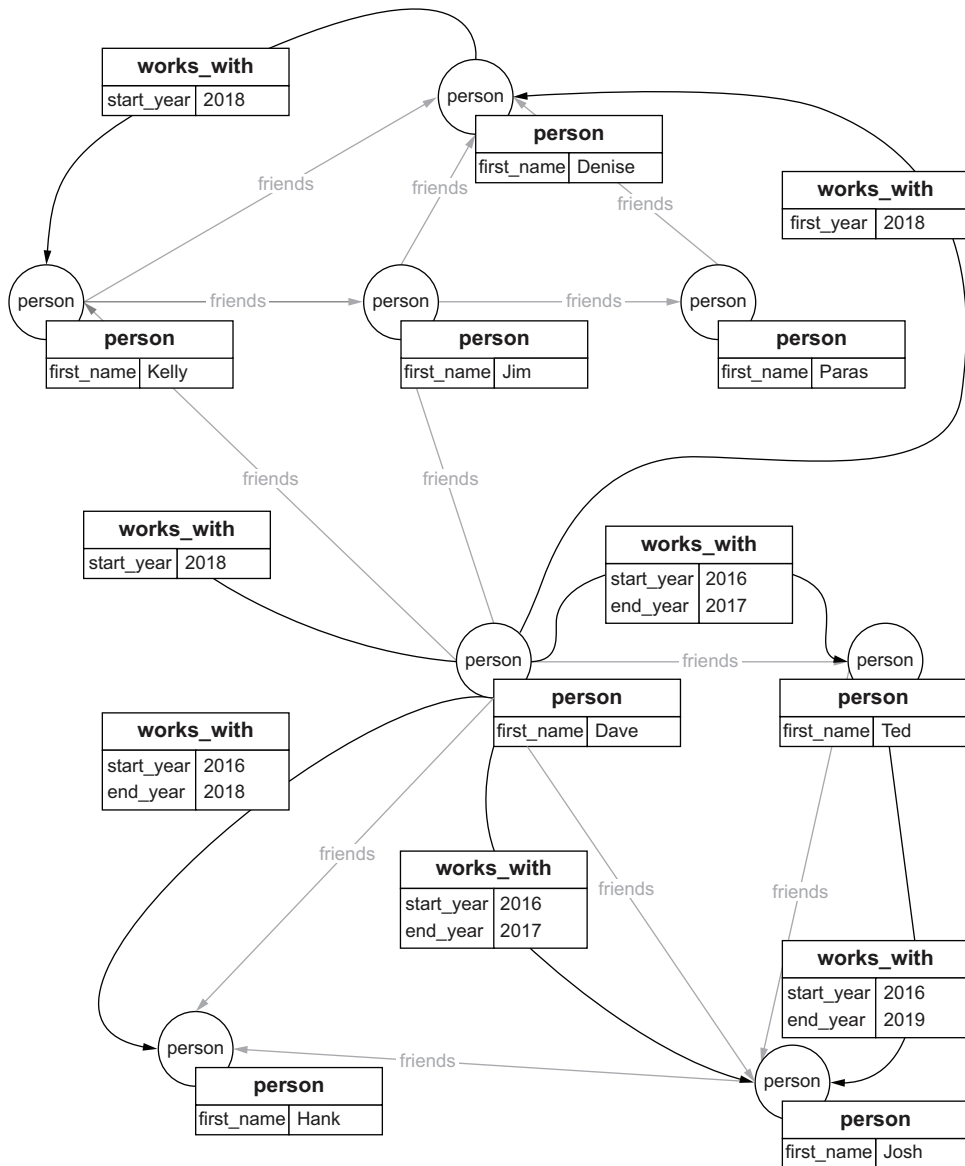 works_with
start_year 2018
person
person
first_name Denise
friends
friends
friends
works_with
first_year 2018
person
friends
person
friends
person
person
first_name Kelly
person
first_name Jim
person
first_name Paras
friends
friends
works_with
start_year 2018
works_with
start_year 2016
end_year 2017
person
friends
person
person
first_name Dave
person
first_name Ted
works_with
start_year 2016
end_year 2018
friends
works_with
start_year 2016
end_year 2017
friends
friends
works_with
start_year 2016
end_year 2019
person
friends
person
person
first_name Hank
person
first_name Josh